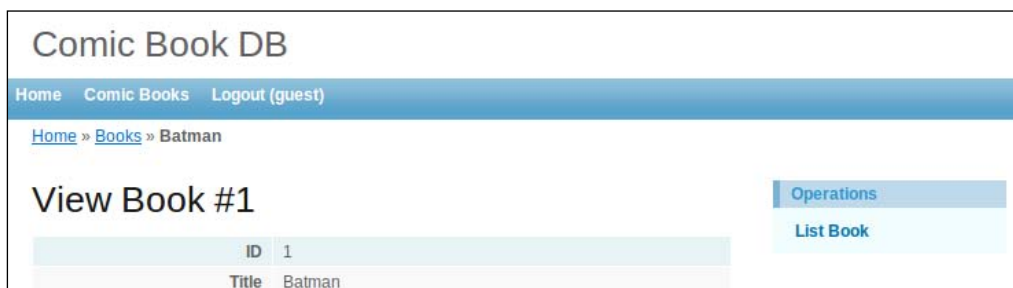 Comic Book DB
Home Comic Books Logout (guest)
Home » Books » Batman
View Book #1
Operations
List Book
ID 1
Title Batman